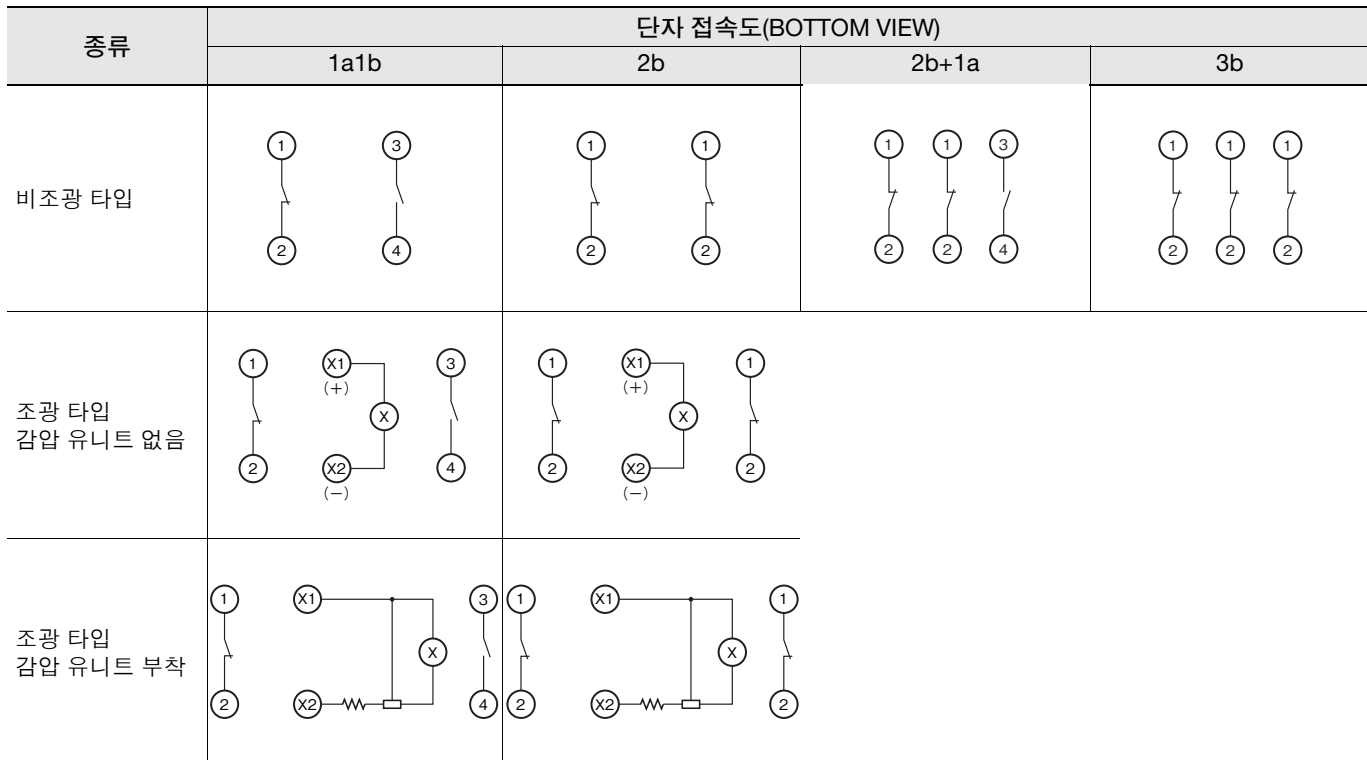 종류
단자 접속도(BOTTOM VIEW)
1a1b 2b 2b+1a 3b
비조광 타입
1 3 1 1 1 1 3 1 1 1
2 4 2 2 2 2 4 2 2 2
조광 타입
감압 유니트 없음
1 X1 3 1 X1 1
(+) (+)
X X
2 X2 4 2 X2 2
(−) (−)
조광 타입
감압 유니트 부착
1 X1 3 1 X1 1
X X
2 X2 4 2 X2 2